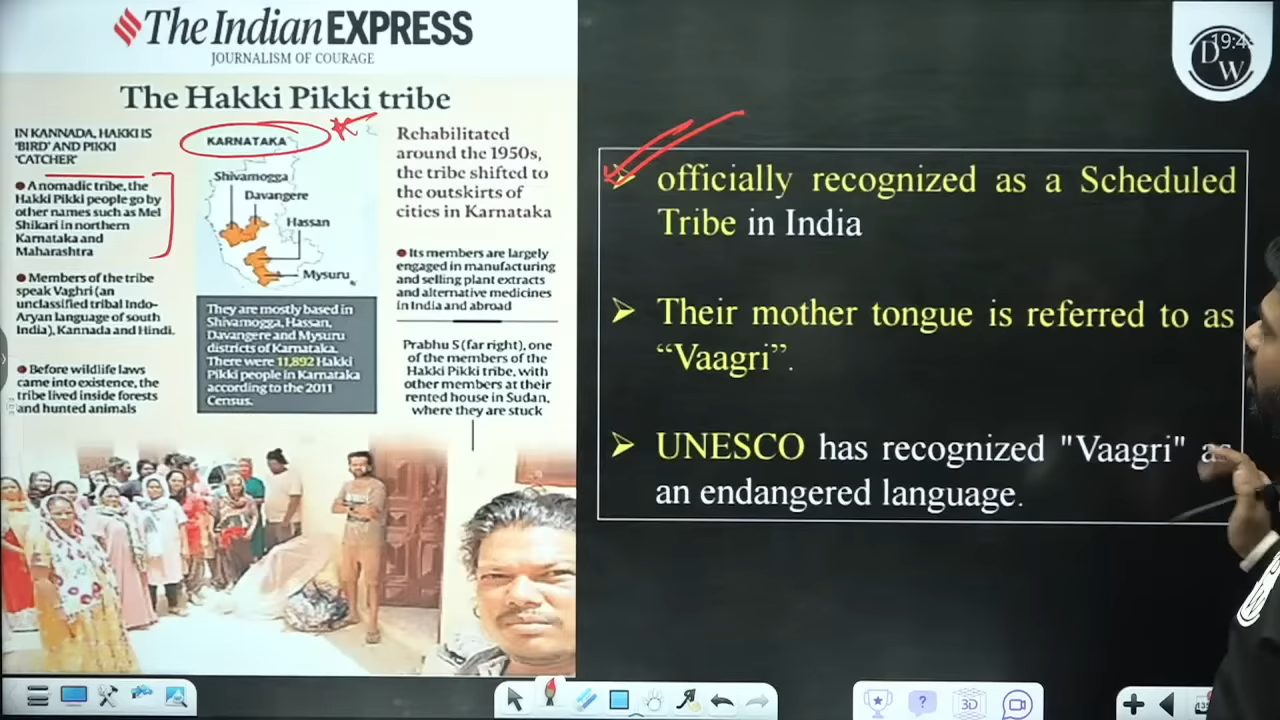 The Indian EXPRESS
JOURNALISM OF COURAGE
The Hakki Pikki tribe
IN KANNADA, HAKKI IS
'BIRD' AND PIKKI
'CATCHER'
A nomadic tribe, the
Hakki Pikki people go by
other names such as Mel
Shikari in northern
Karnataka and
Maharashtra
Members of the tribe
speak Vaghri (an
unclassified tribal Indo-
Aryan language of south
India), Kannada and Hindi.
Before wildlife laws
came into existence, the
tribe lived inside forests
and hunted animals
KARNATAKA
Shivamogga
Davangere
Hassan
Mysuru
They are mostly based in
Shivamogga, Hassan,
Davangere and Mysuru
districts of Karnataka.
There were 11,892 Hakki
Pikki people in Karnataka
according to the 2011
Census.
Rehabilitated
around the 1950s,
the tribe shifted to
the outskirts of
cities in Karnataka
Its members are largely
engaged in manufacturing
and selling plant extracts
and alternative medicines
in India and abroad
Prabhu S (far right), one
of the members of the
Hakki Pikki tribe, with
other members at their
rented house in Sudan,
where they are stuck
19:4
D
W
officially recognized as a Scheduled
Tribe in India
Their mother tongue is referred to as
“Vaagri”.
UNESCO has recognized "Vaagri" as
an endangered language.
3D